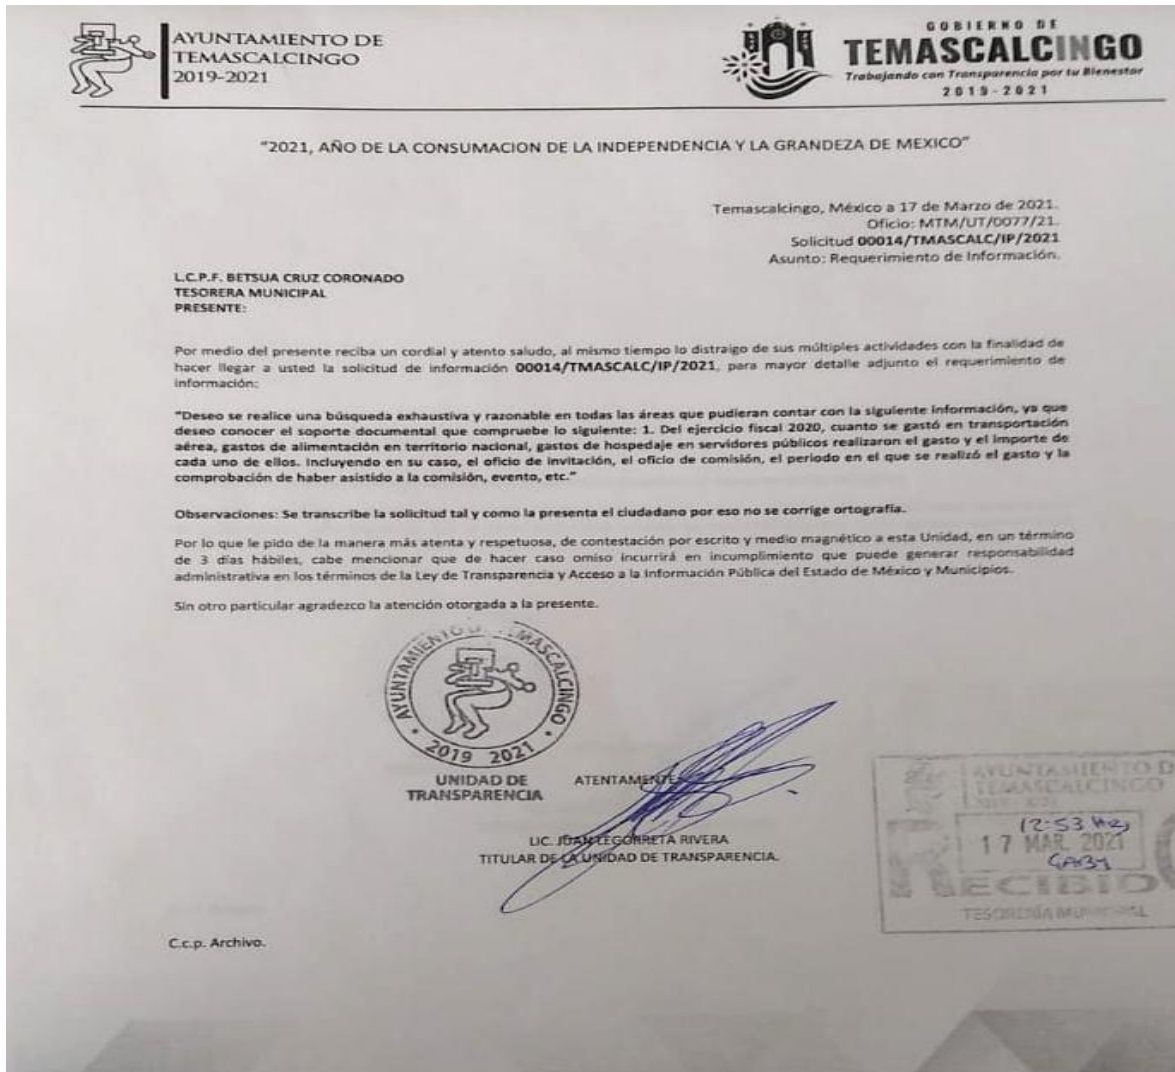 AYUNTAMIENTO DE
TEMASCALCINGO
2019-2021
GOBIERNO DE
TEMASCALCINGO
Trabajando con Transparencia por tu Bienestar
2019-2021
"2021, AÑO DE LA CONSUMACION DE LA INDEPENDENCIA Y LA GRANDEZA DE MEXICO"
Temascalcingo, México a 17 de Marzo de 2021.
Oficio: MTM/UT/0077/21.
Solicitud 00014/TMASCALC/IP/2021
Asunto: Requerimiento de Información.
L.C.P.F. BETSUA CRUZ CORONADO
TESORERA MUNICIPAL
PRESENTE:
Por medio del presente reciba un cordial y atento saludo, al mismo tiempo lo distraigo de sus múltiples actividades con la finalidad de
hacer llegar a usted la solicitud de información 00014/TMASCALC/IP/2021, para mayor detalle adjunto el requerimiento de
información:
"Deseo se realice una búsqueda exhaustiva y razonable en todas las áreas que pudieran contar con la siguiente información, ya que
deseo conocer el soporte documental que compruebe lo siguiente: 1. Del ejercicio fiscal 2020, cuanto se gastó en transportación
aérea, gastos de alimentación en territorio nacional, gastos de hospedaje en servidores públicos realizaron el gasto y el importe de
cada uno de ellos. Incluyendo en su caso, el oficio de invitación, el oficio de comisión, el periodo en el que se realizó el gasto y la
comprobación de haber asistido a la comisión, evento, etc."
Observaciones: Se transcribe la solicitud tal y como la presenta el ciudadano por eso no se corrige ortografía.
Por lo que le pido de la manera más atenta y respetuosa, de contestación por escrito y medio magnético a esta Unidad, en un término
de 3 días hábiles, cabe mencionar que de hacer caso omiso incurrirá en incumplimiento que puede generar responsabilidad
administrativa en los términos de la Ley de Transparencia y Acceso a la Información Pública del Estado de México y Municipios.
Sin otro particular agradezco la atención otorgada a la presente.
AYUNTAMIENTO D TEMASCALCINGO
2019 2021
UNIDAD DE
TRANSPARENCIA
ATENTAMENTE
LIC. JUAN LEGORRETA RIVERA
TITULAR DE LA UNIDAD DE TRANSPARENCIA.
AYUNTAMIENTO D
TEMASCALCINGO
12:53 Hrs
17 MAR. 2021
GABY
RECIBIDO
TESORERÍA MUNICIPAL
C.c.p. Archivo.